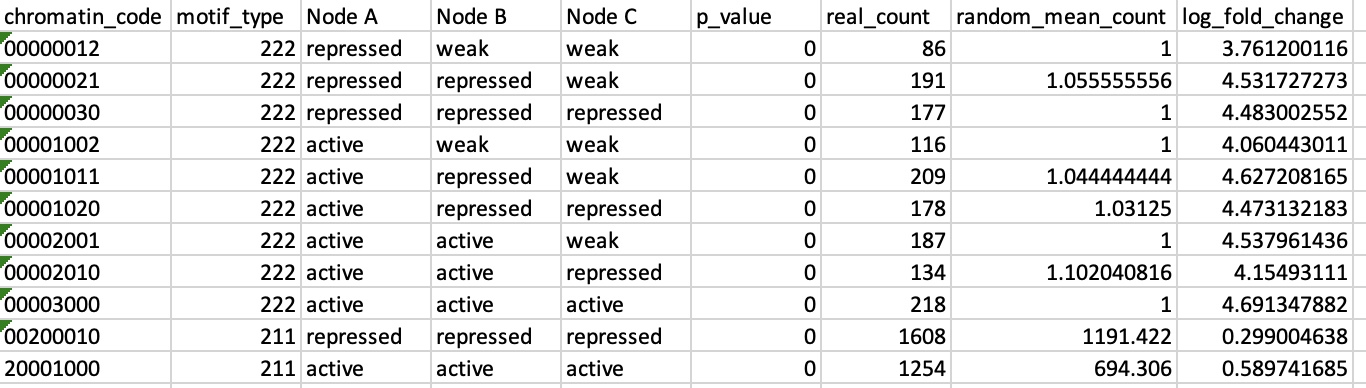 chromatin_code motif_type Node A Node B Node C p_value real_count random_mean_count log_fold_change
00000012 222 repressed weak weak 0 86 1 3.761200116
00000021 222 repressed repressed weak 0 191 1.055555556 4.531727273
00000030 222 repressed repressed repressed 0 177 1 4.483002552
00001002 222 active weak weak 0 116 1 4.060443011
00001011 222 active repressed weak 0 209 1.044444444 4.627208165
00001020 222 active repressed repressed 0 178 1.03125 4.473132183
00002001 222 active active weak 0 187 1 4.537961436
00002010 222 active active repressed 0 134 1.102040816 4.15493111
00003000 222 active active active 0 218 1 4.691347882
00200010 211 repressed repressed repressed 0 1608 1191.422 0.299004638
20001000 211 active active active 0 1254 694.306 0.589741685